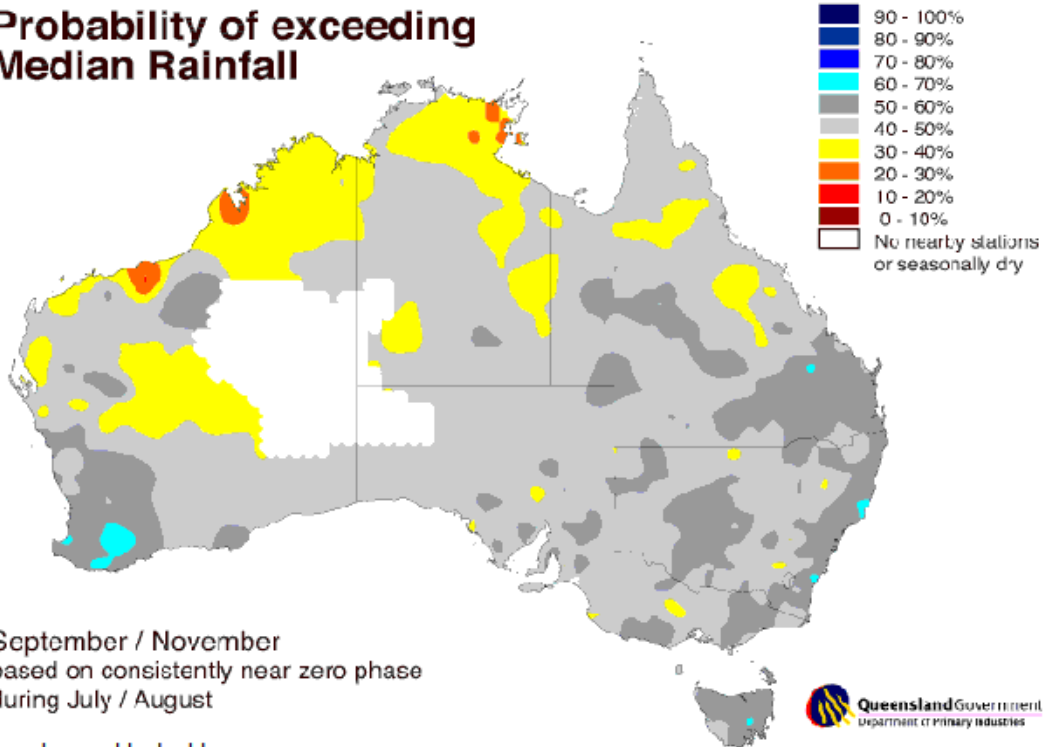 Probability of exceeding
Median Rainfall
90 - 100%
80 - 90%
70 - 80%
60 - 70%
50 - 60%
40 - 50%
30 - 40%
20 - 30%
10 - 20%
0 - 10%
No nearby stations
or seasonally dry
September / November
based on consistently near zero phase
during July / August
Queensland Government
Department of Primary Industries